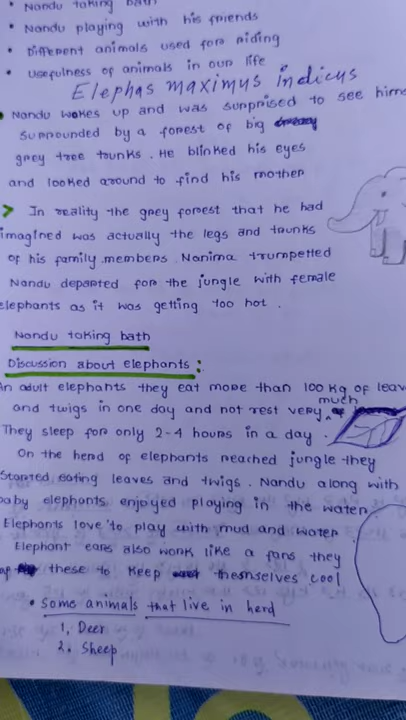 • Nandu taking bath
• Nandu playing with his friends
• Different animals used for riding
• Usefulness of animals in our life
Elephas maximus indicus
• Nandu wakes up and was surprised to see hims
surrounded by a forest of big
grey tree trunks. He blinked his eyes
and looked around to find his mother
> In reality the grey forest that he had
imagined was actually the legs and trunks
of his family members. Nanima trumpetted
Nandu departed for the jungle with female
elephants as it was getting too hot.
Nandu taking bath
Discussion about elephants:
An adult elephants they eat more than 100 kg of leav
and twigs in one day and not rest very much
They sleep for only 2-4 hours in a day.
On the herd of elephants reached jungle they
Started eating leaves and twigs. Nandu along with
baby elephants enjoyed playing in the water.
Elephants love to play with mud and water
Elephant ears also work like a fans they
these to keep themselves cool
• Some animals that live in herd
1, Deer
2. Sheep